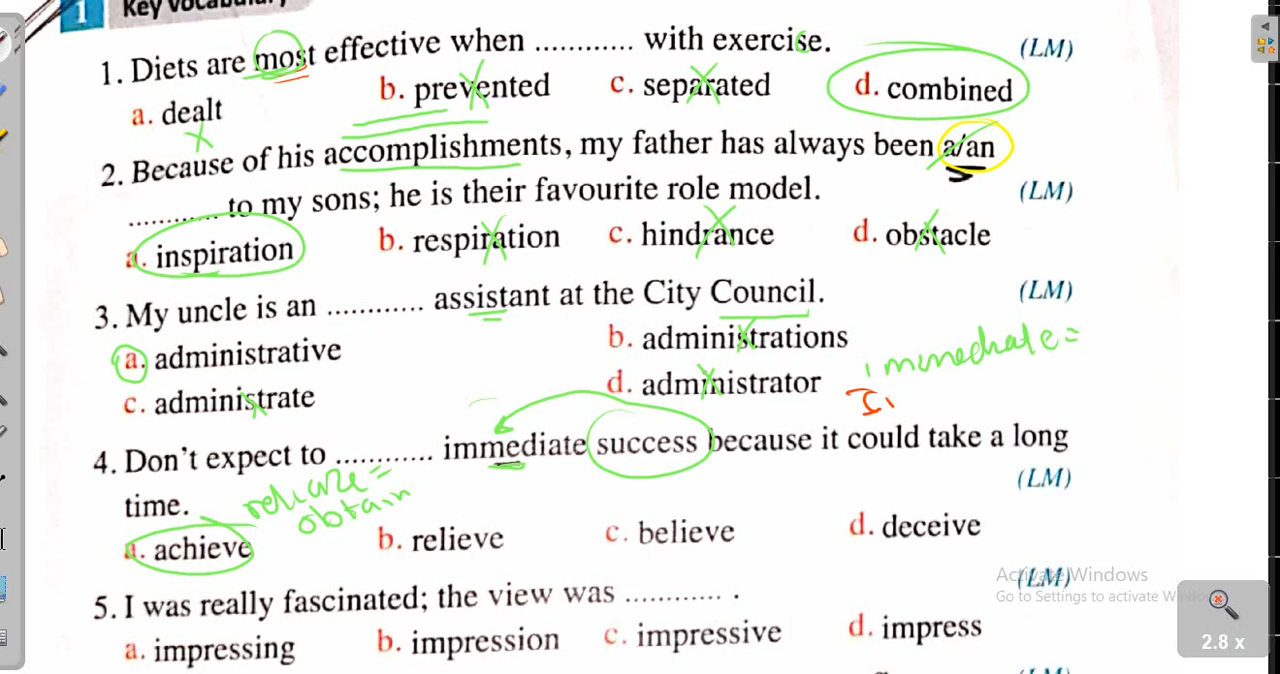 1 Key Vocabulary
1. Diets are most effective when ............ with exercise. (LM)
a. dealt b. prevented c. separated d. combined
2. Because of his accomplishments, my father has always been a/an
............ to my sons; he is their favourite role model. (LM)
a. inspiration b. respiration c. hindrance d. obstacle
3. My uncle is an ............ assistant at the City Council. (LM)
a. administrative b. administrations
immediate =
c. administrate d. administrator
4. Don't expect to ............ immediate success because it could take a long
time. (LM)
=
obtain
a. achieve b. relieve c. believe d. deceive
5. I was really fascinated; the view was ............ . (LM)
a. impressing b. impression c. impressive d. impress
(LM)
Activate Windows
Go to Settings to activate Windows
2.8 x